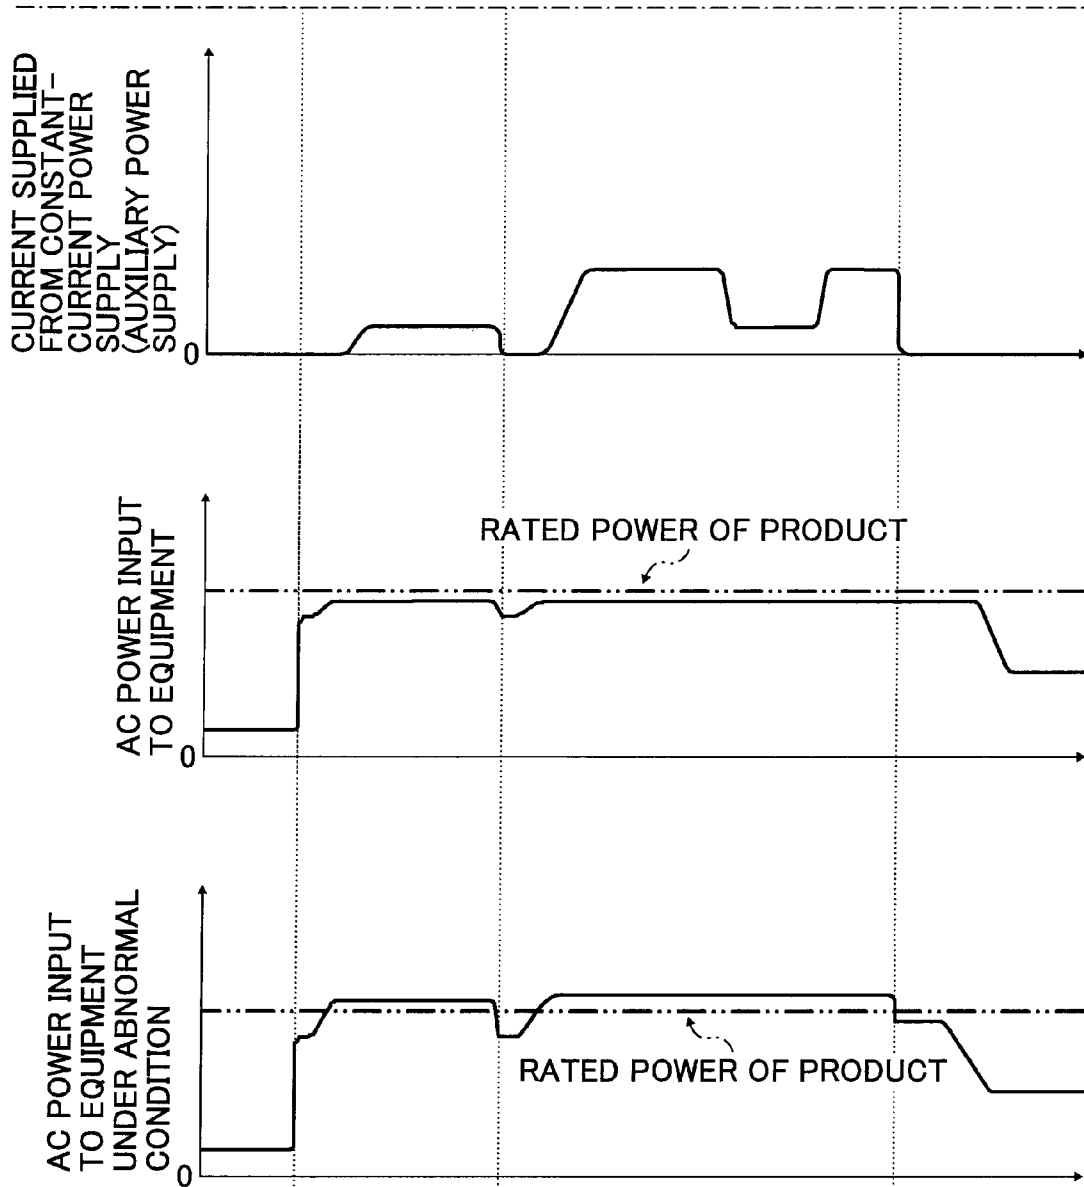 CURRENT SUPPLIED
FROM CONSTANT-
CURRENT POWER
SUPPLY
(AUXILIARY POWER
SUPPLY)
0
AC POWER INPUT
TO EQUIPMENT
RATED POWER OF PRODUCT
0
AC POWER INPUT
TO EQUIPMENT
UNDER ABNORMAL
CONDITION
RATED POWER OF PRODUCT
0